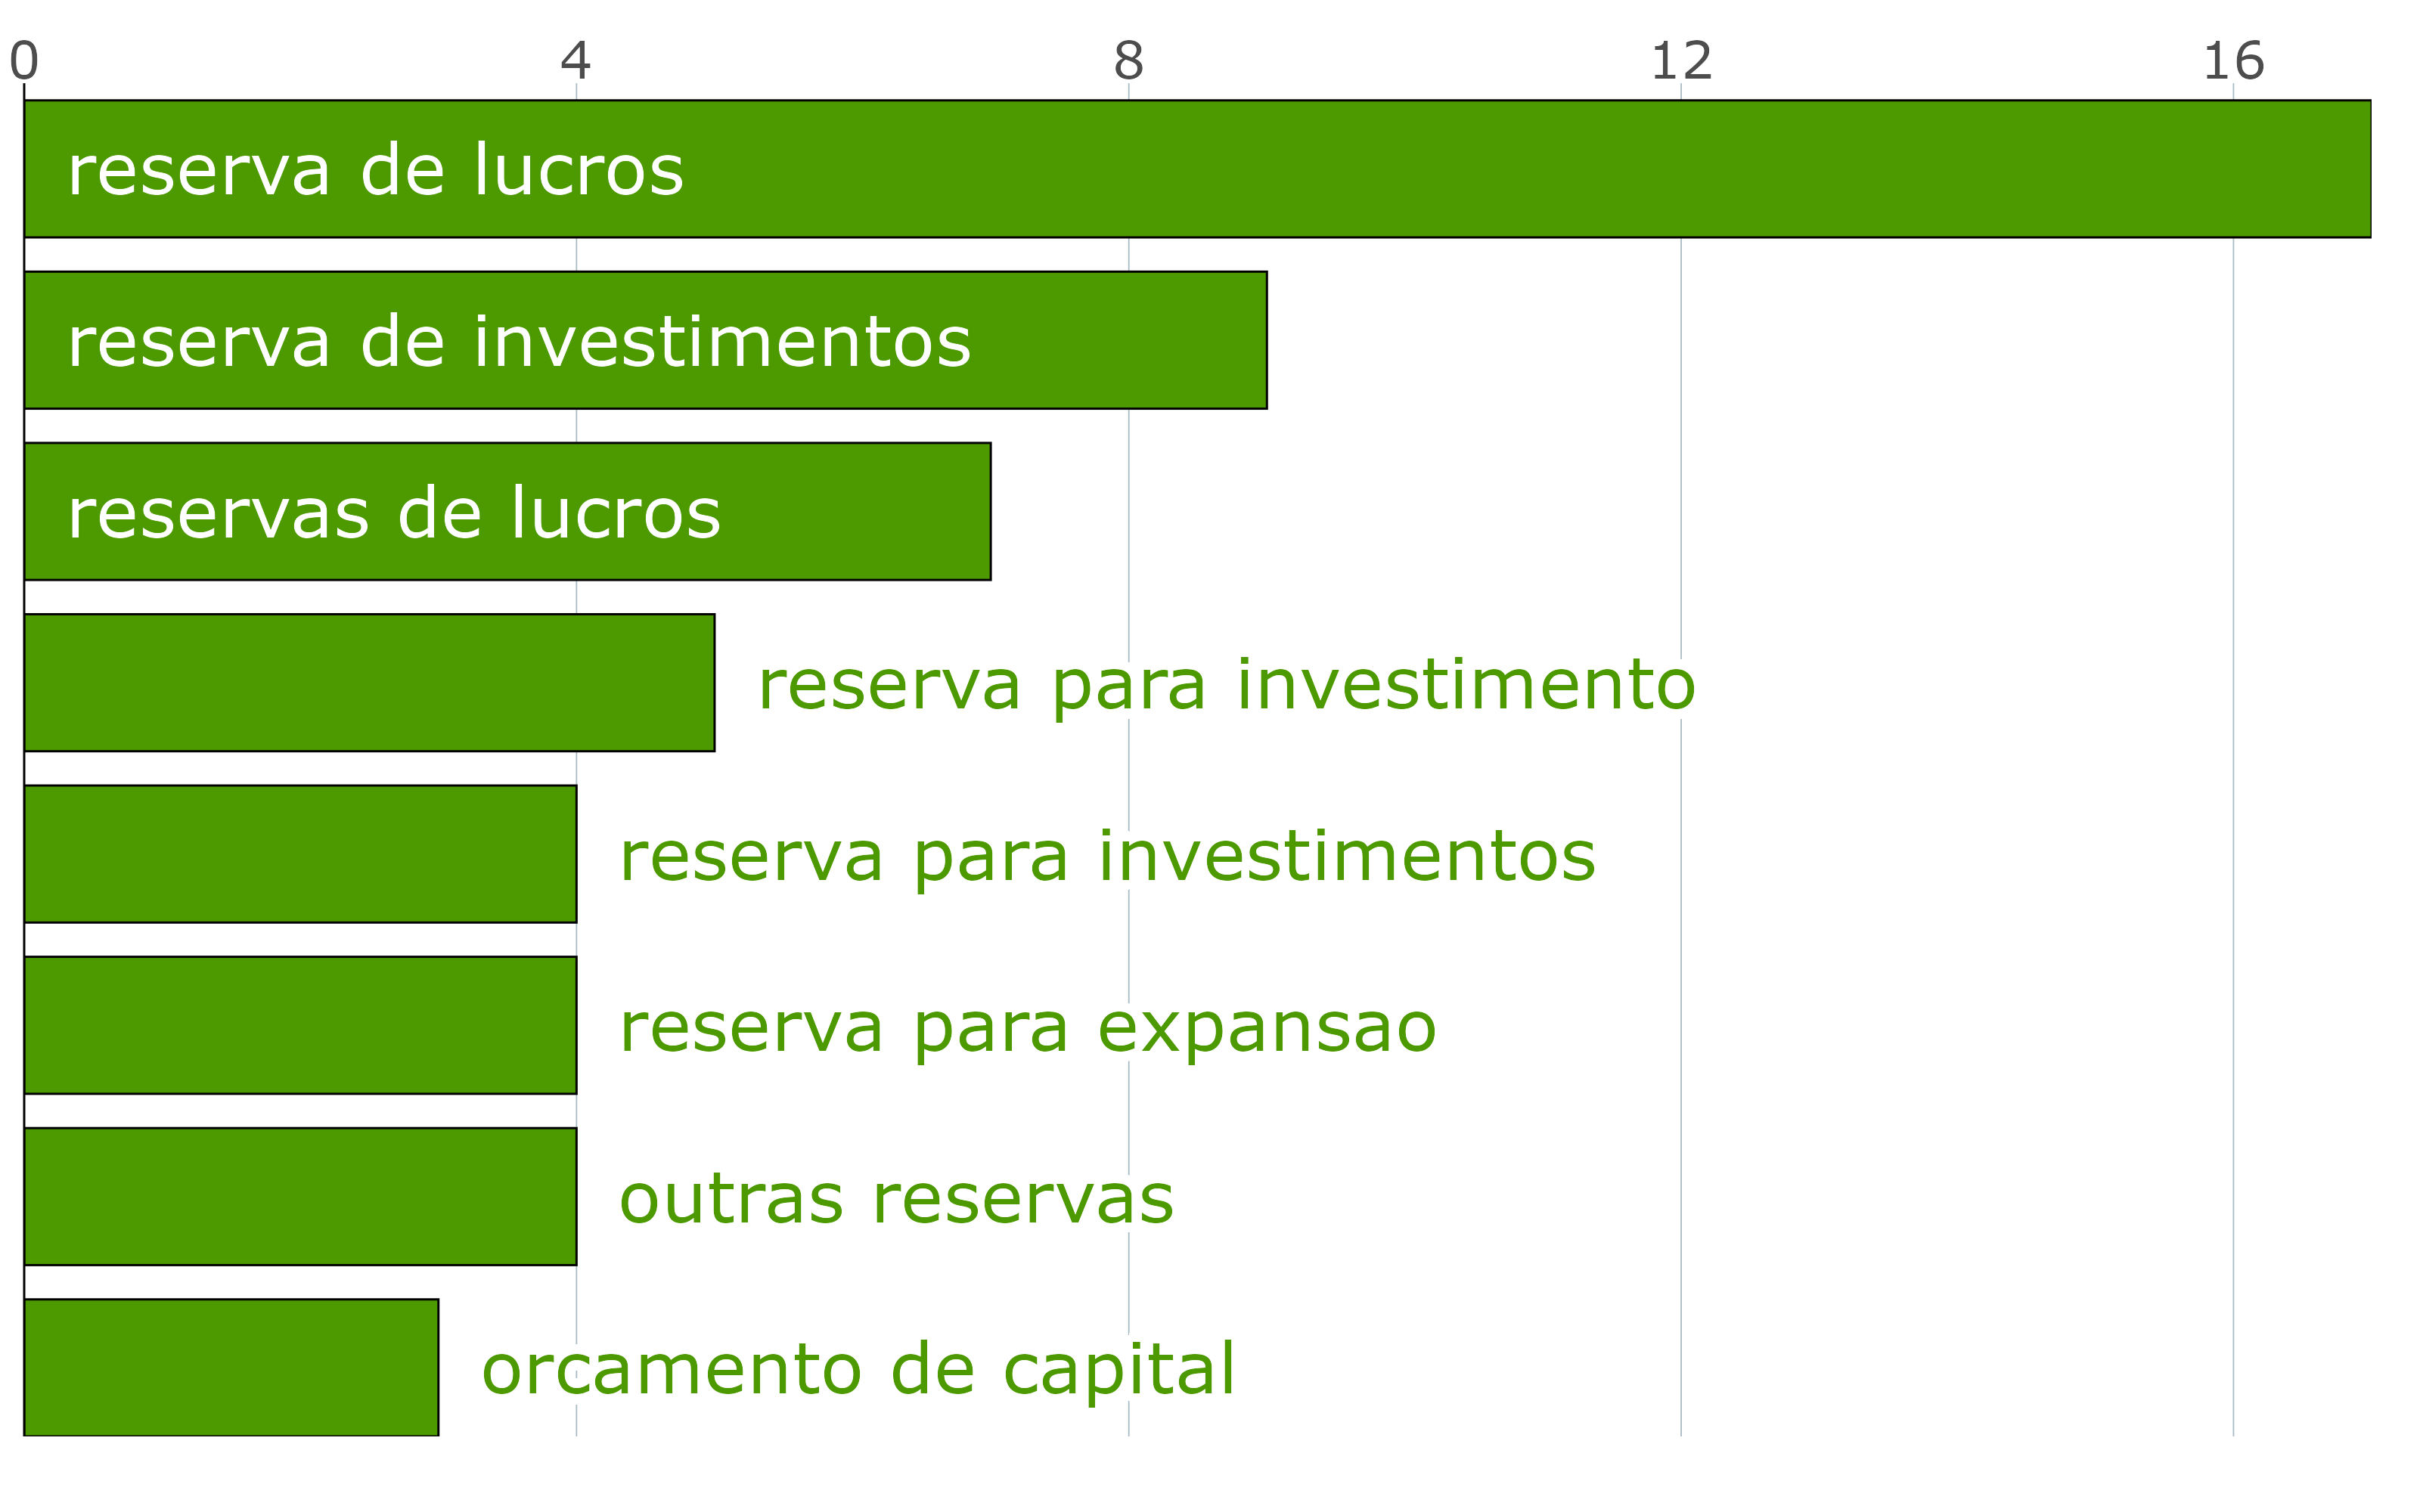 0 4 8 12 16
reserva de lucros
reserva de investimentos
reservas de lucros
reserva para investimento
reserva para investimentos
reserva para expansao
outras reservas
orcamento de capital